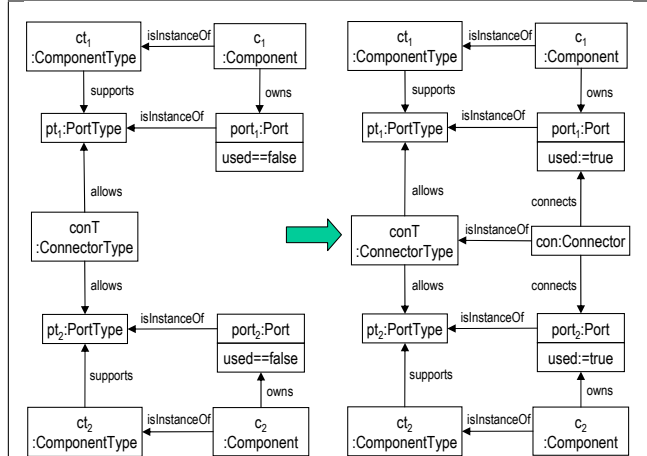 ct₁
:ComponentType
isInstanceOf
c₁
:Component
supports
owns
pt₁:PortType
isInstanceOf
port₁:Port
used==false
allows
conT
:ConnectorType
allows
pt₂:PortType
isInstanceOf
port₂:Port
used==false
supports
owns
ct₂
:ComponentType
isInstanceOf
c₂
:Component
ct₁
:ComponentType
isInstanceOf
c₁
:Component
supports
owns
pt₁:PortType
isInstanceOf
port₁:Port
used:=true
allows
connects
conT
:ConnectorType
isInstanceOf
con:Connector
allows
connects
pt₂:PortType
isInstanceOf
port₂:Port
used:=true
supports
owns
ct₂
:ComponentType
isInstanceOf
c₂
:Component